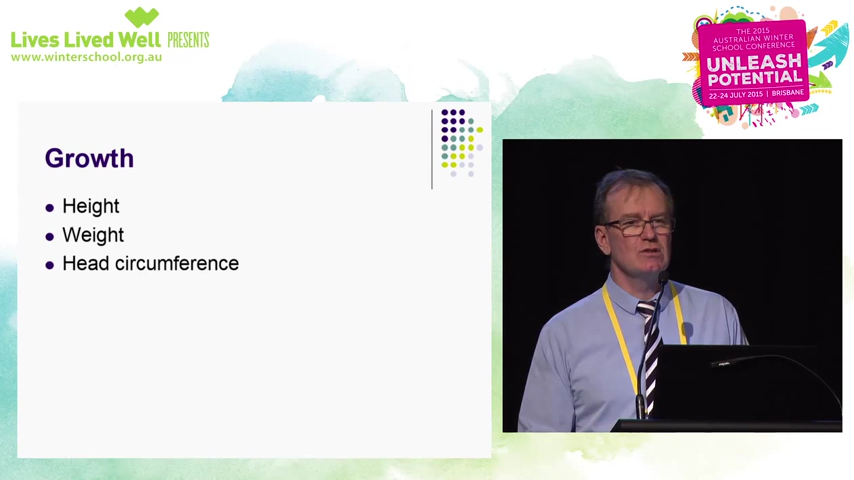 Lives Lived Well PRESENTS
www.winterschool.org.au
THE 2015
AUSTRALIAN WINTER
SCHOOL CONFERENCE
UNLEASH
POTENTIAL
22-24 JULY 2015 | BRISBANE
Growth
Height
Weight
Head circumference